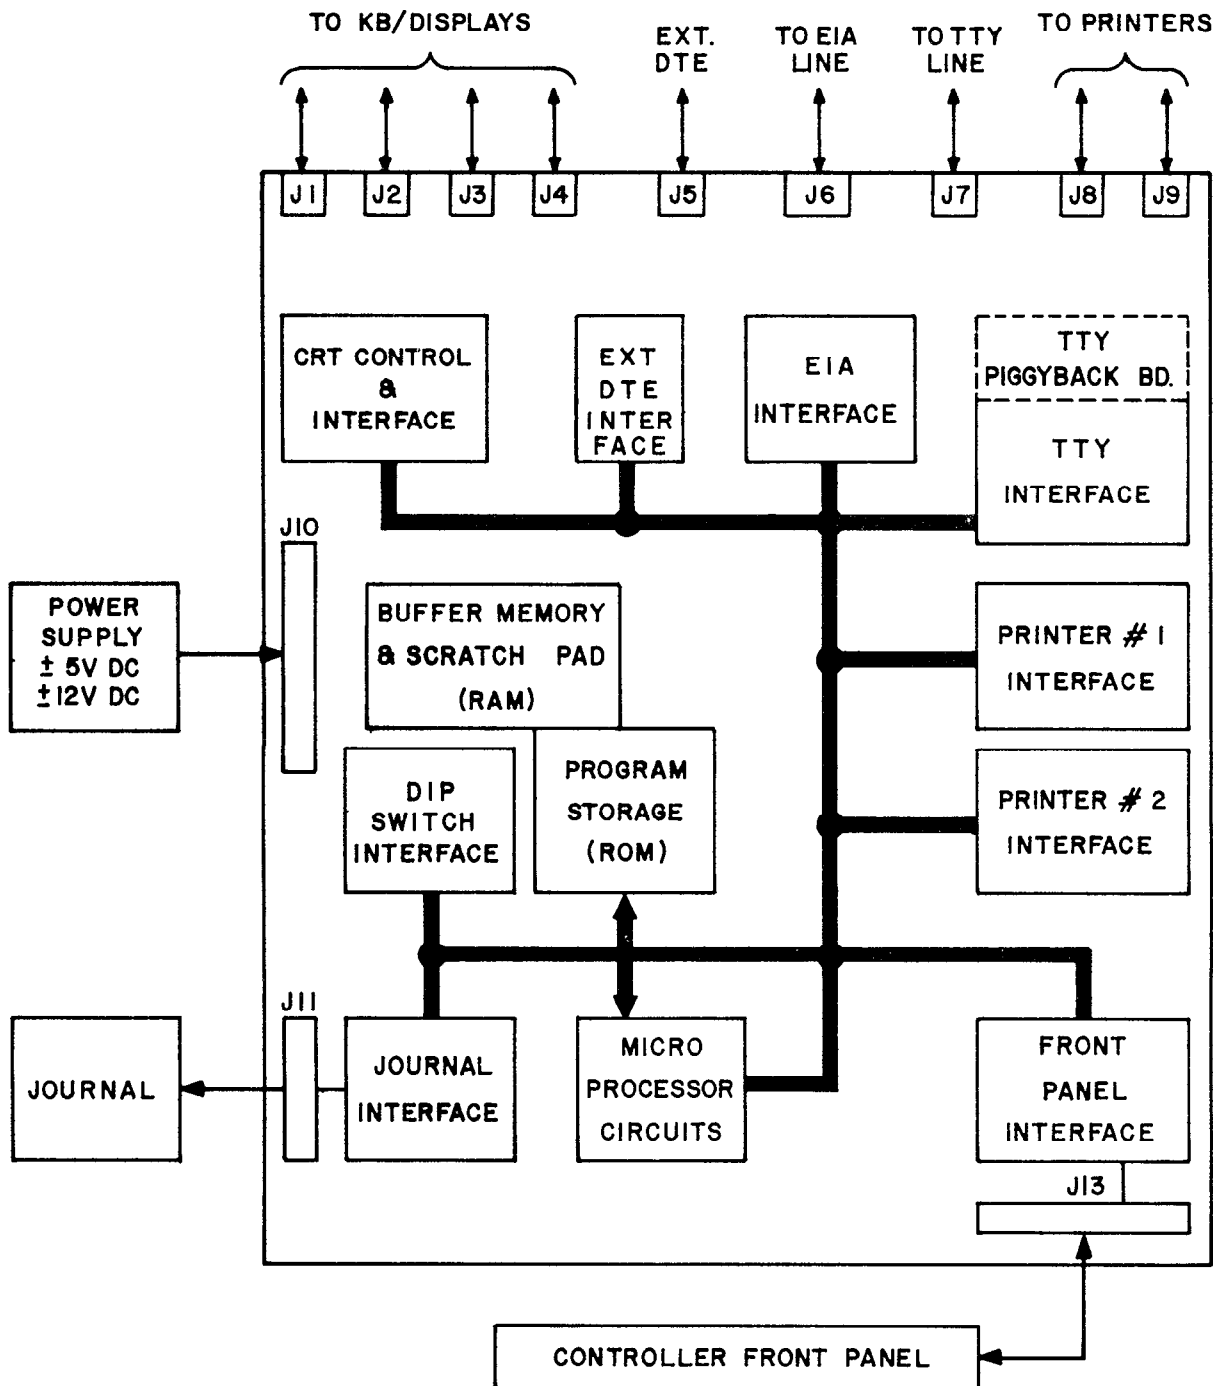 TO KB/DISPLAYS
EXT.
DTE
TO EIA
LINE
TO TTY
LINE
TO PRINTERS
J1
J2
J3
J4
J5
J6
J7
J8
J9
CRT CONTROL
&
INTERFACE
EXT
DTE
INTER
FACE
EIA
INTERFACE
TTY
PIGGYBACK BD.
TTY
INTERFACE
J10
POWER
SUPPLY
± 5V DC
±12V DC
BUFFER MEMORY
& SCRATCH PAD
(RAM)
PRINTER # 1
INTERFACE
DIP
SWITCH
INTERFACE
PROGRAM
STORAGE
(ROM)
PRINTER # 2
INTERFACE
J11
JOURNAL
JOURNAL
INTERFACE
MICRO
PROCESSOR
CIRCUITS
FRONT
PANEL
INTERFACE
J13
CONTROLLER FRONT PANEL